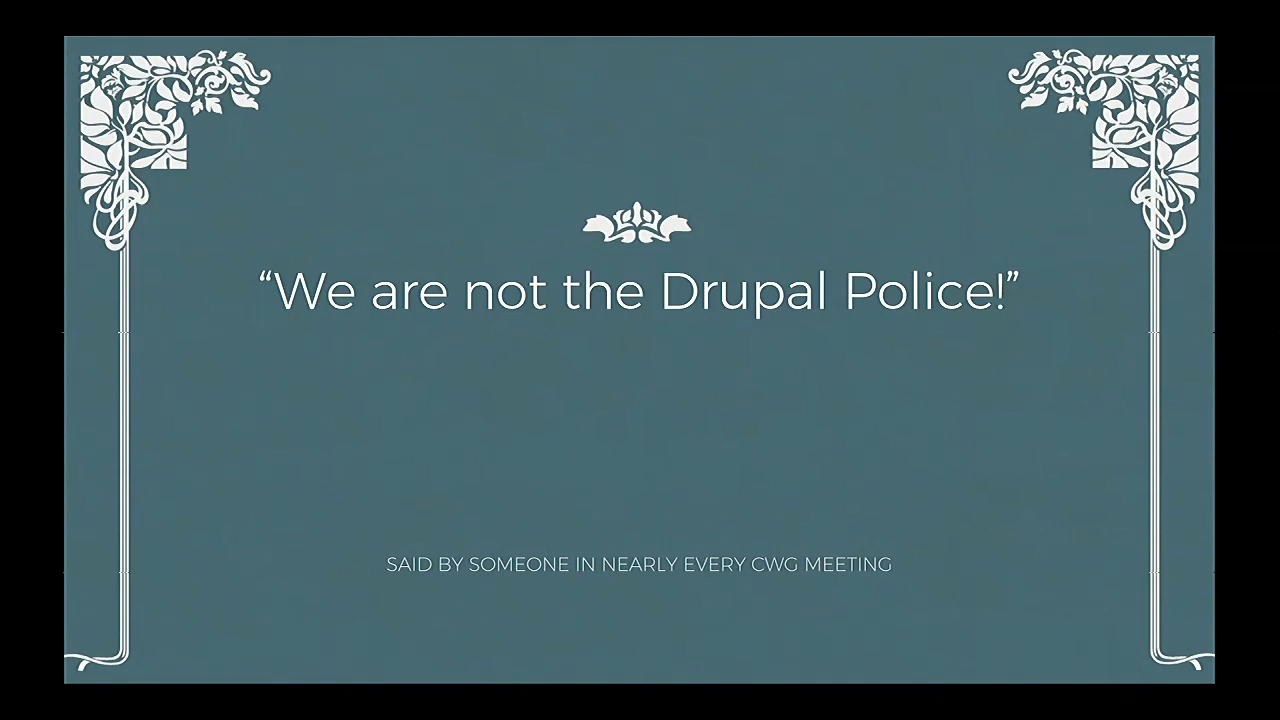 “We are not the Drupal Police!”
SAID BY SOMEONE IN NEARLY EVERY CWG MEETING